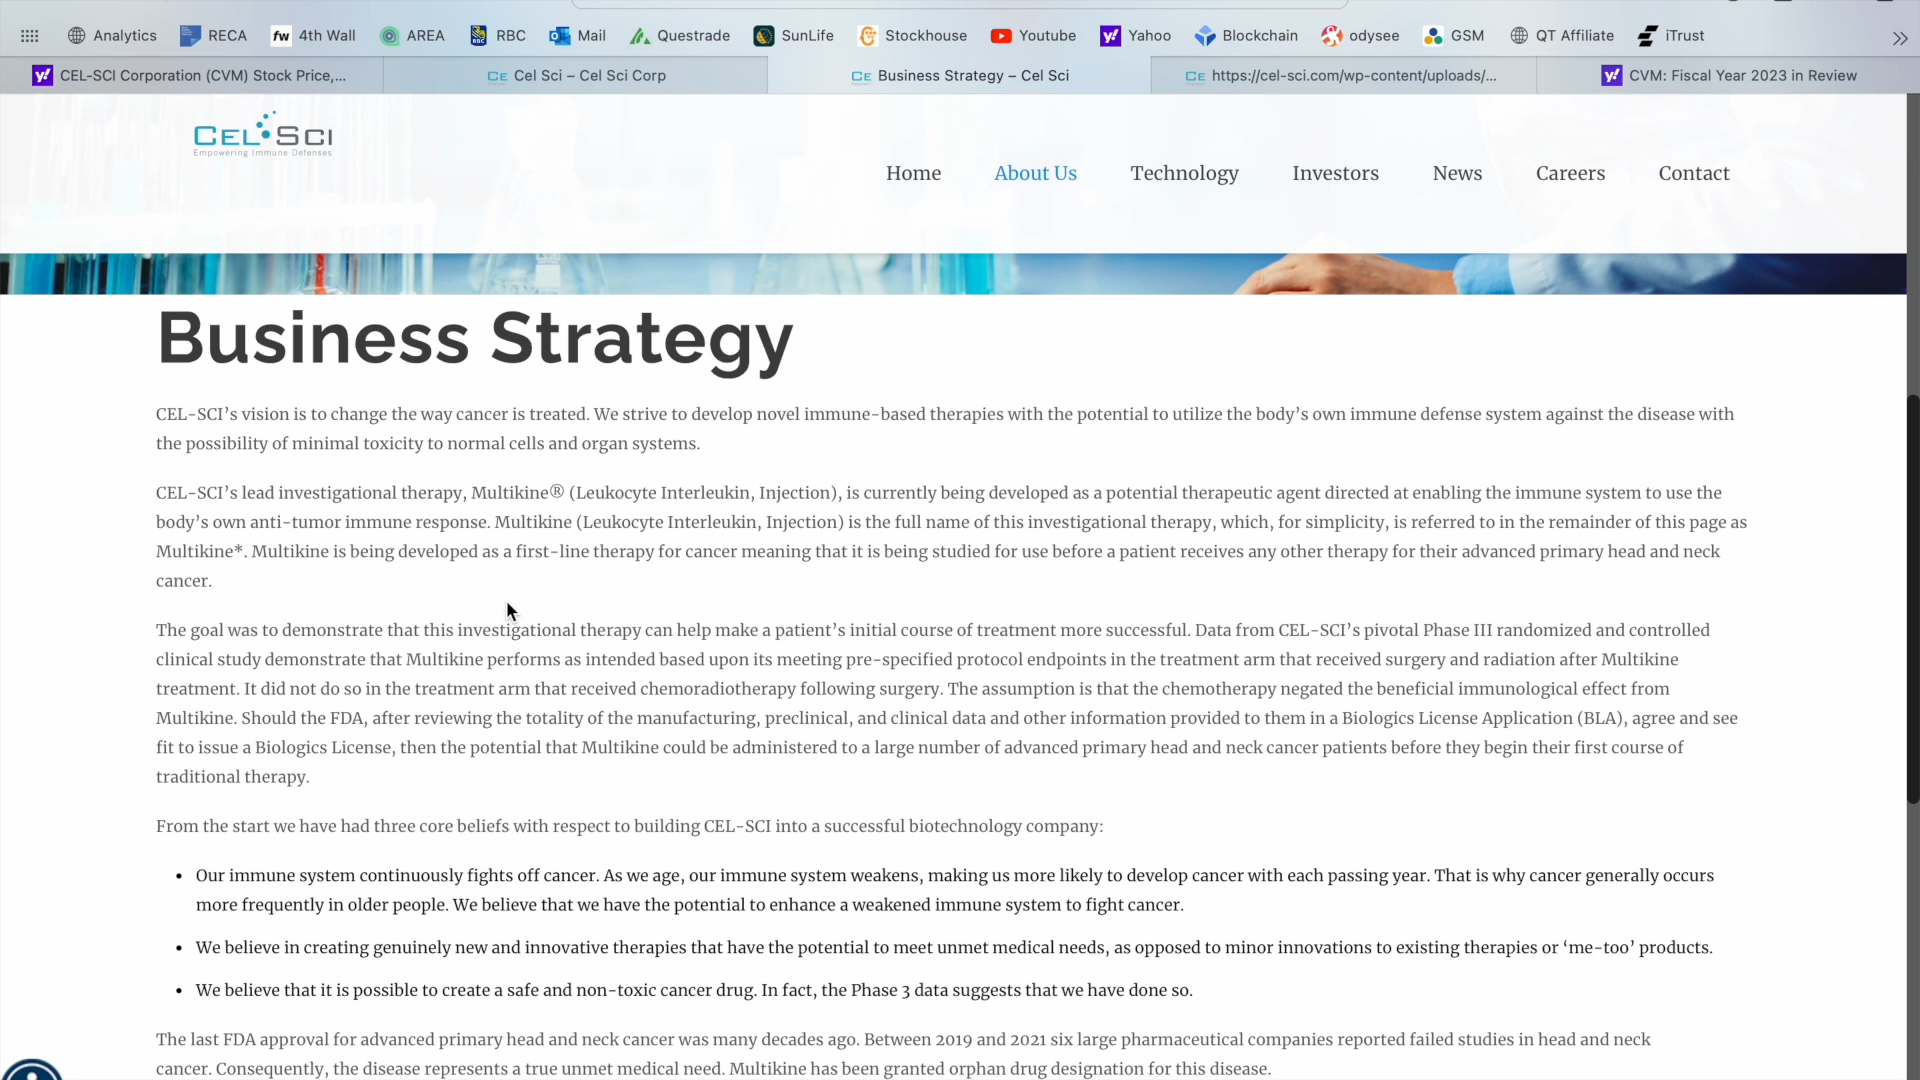 Analytics RECA fw 4th Wall AREA RBC Mail Questrade SunLife Stockhouse Youtube y! Yahoo Blockchain odysee GSM QT Affiliate iTrust
y! CEL-SCI Corporation (CVM) Stock Price,... CE Cel Sci – Cel Sci Corp CE Business Strategy – Cel Sci CE https://cel-sci.com/wp-content/uploads/... y! CVM: Fiscal Year 2023 in Review
CEL SCI
Empowering Immune Defenses
Home About Us Technology Investors News Careers Contact
Business Strategy
CEL-SCI’s vision is to change the way cancer is treated. We strive to develop novel immune-based therapies with the potential to utilize the body’s own immune defense system against the disease with
the possibility of minimal toxicity to normal cells and organ systems.
CEL-SCI’s lead investigational therapy, Multikine® (Leukocyte Interleukin, Injection), is currently being developed as a potential therapeutic agent directed at enabling the immune system to use the
body’s own anti-tumor immune response. Multikine (Leukocyte Interleukin, Injection) is the full name of this investigational therapy, which, for simplicity, is referred to in the remainder of this page as
Multikine*. Multikine is being developed as a first-line therapy for cancer meaning that it is being studied for use before a patient receives any other therapy for their advanced primary head and neck
cancer.
The goal was to demonstrate that this investigational therapy can help make a patient’s initial course of treatment more successful. Data from CEL-SCI’s pivotal Phase III randomized and controlled
clinical study demonstrate that Multikine performs as intended based upon its meeting pre-specified protocol endpoints in the treatment arm that received surgery and radiation after Multikine
treatment. It did not do so in the treatment arm that received chemoradiotherapy following surgery. The assumption is that the chemotherapy negated the beneficial immunological effect from
Multikine. Should the FDA, after reviewing the totality of the manufacturing, preclinical, and clinical data and other information provided to them in a Biologics License Application (BLA), agree and see
fit to issue a Biologics License, then the potential that Multikine could be administered to a large number of advanced primary head and neck cancer patients before they begin their first course of
traditional therapy.
From the start we have had three core beliefs with respect to building CEL-SCI into a successful biotechnology company:
• Our immune system continuously fights off cancer. As we age, our immune system weakens, making us more likely to develop cancer with each passing year. That is why cancer generally occurs
more frequently in older people. We believe that we have the potential to enhance a weakened immune system to fight cancer.
• We believe in creating genuinely new and innovative therapies that have the potential to meet unmet medical needs, as opposed to minor innovations to existing therapies or ‘me-too’ products.
• We believe that it is possible to create a safe and non-toxic cancer drug. In fact, the Phase 3 data suggests that we have done so.
The last FDA approval for advanced primary head and neck cancer was many decades ago. Between 2019 and 2021 six large pharmaceutical companies reported failed studies in head and neck
cancer. Consequently, the disease represents a true unmet medical need. Multikine has been granted orphan drug designation for this disease.